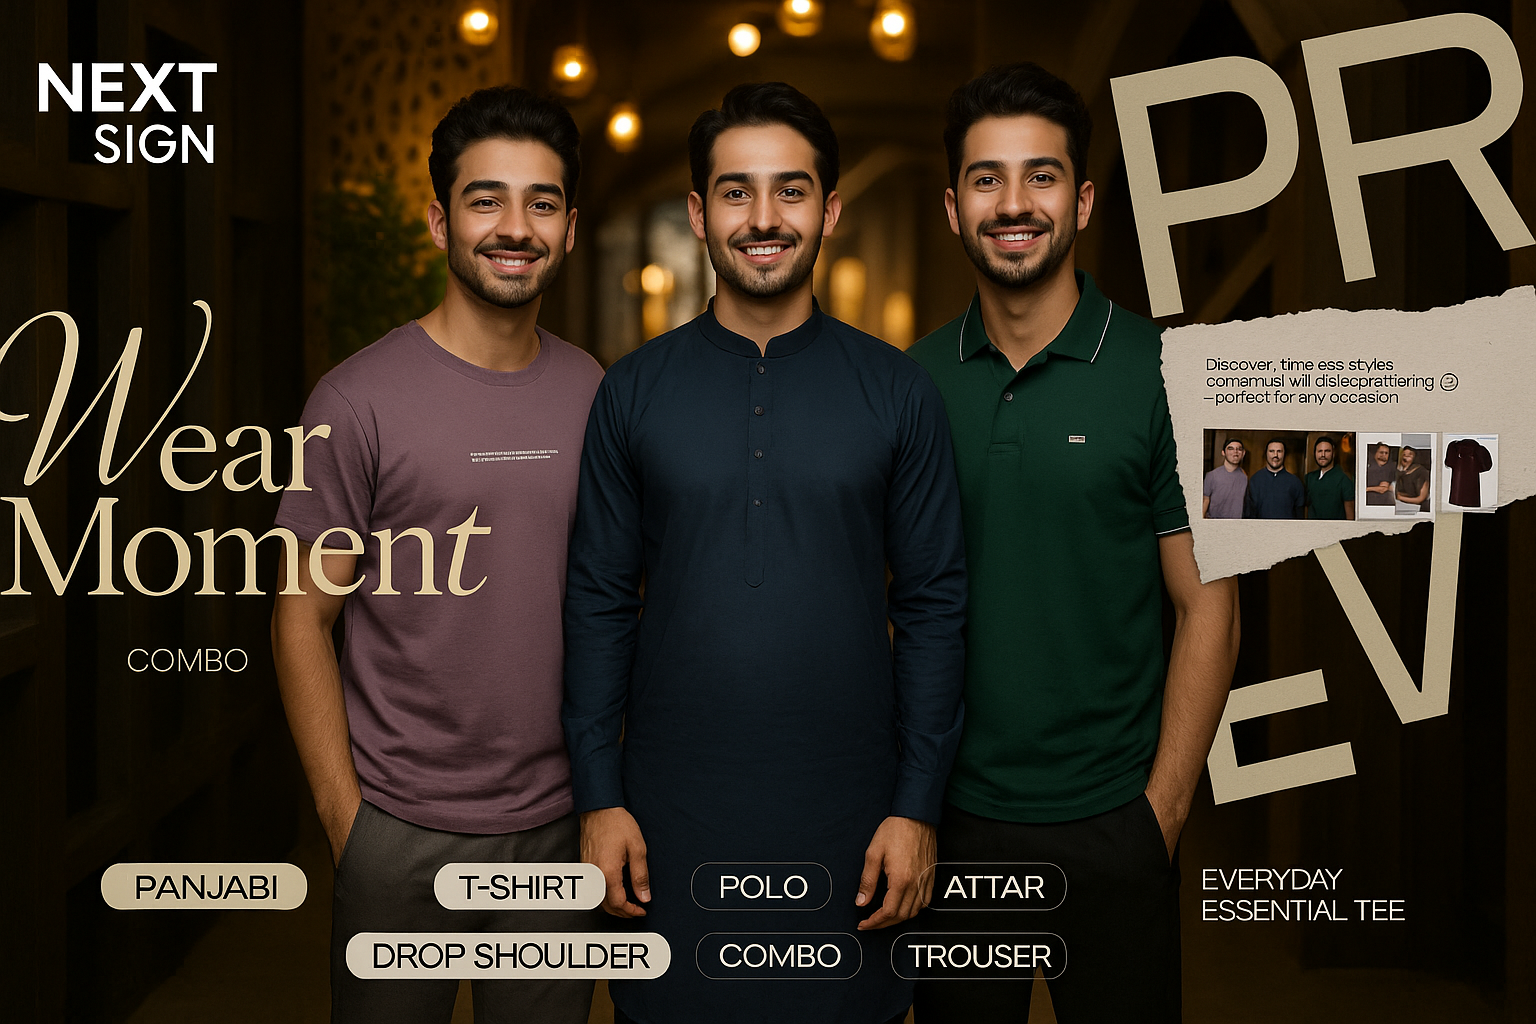 NEXT
SIGN
PR
Discover, time ess styles
comamusl will dislecprattiering
–porfect for any occasion
EV
Wear
Moment
COMBO
PANJABI
T-SHIRT
POLO
ATTAR
DROP SHOULDER
COMBO
TROUSER
EVERYDAY
ESSENTIAL TEE